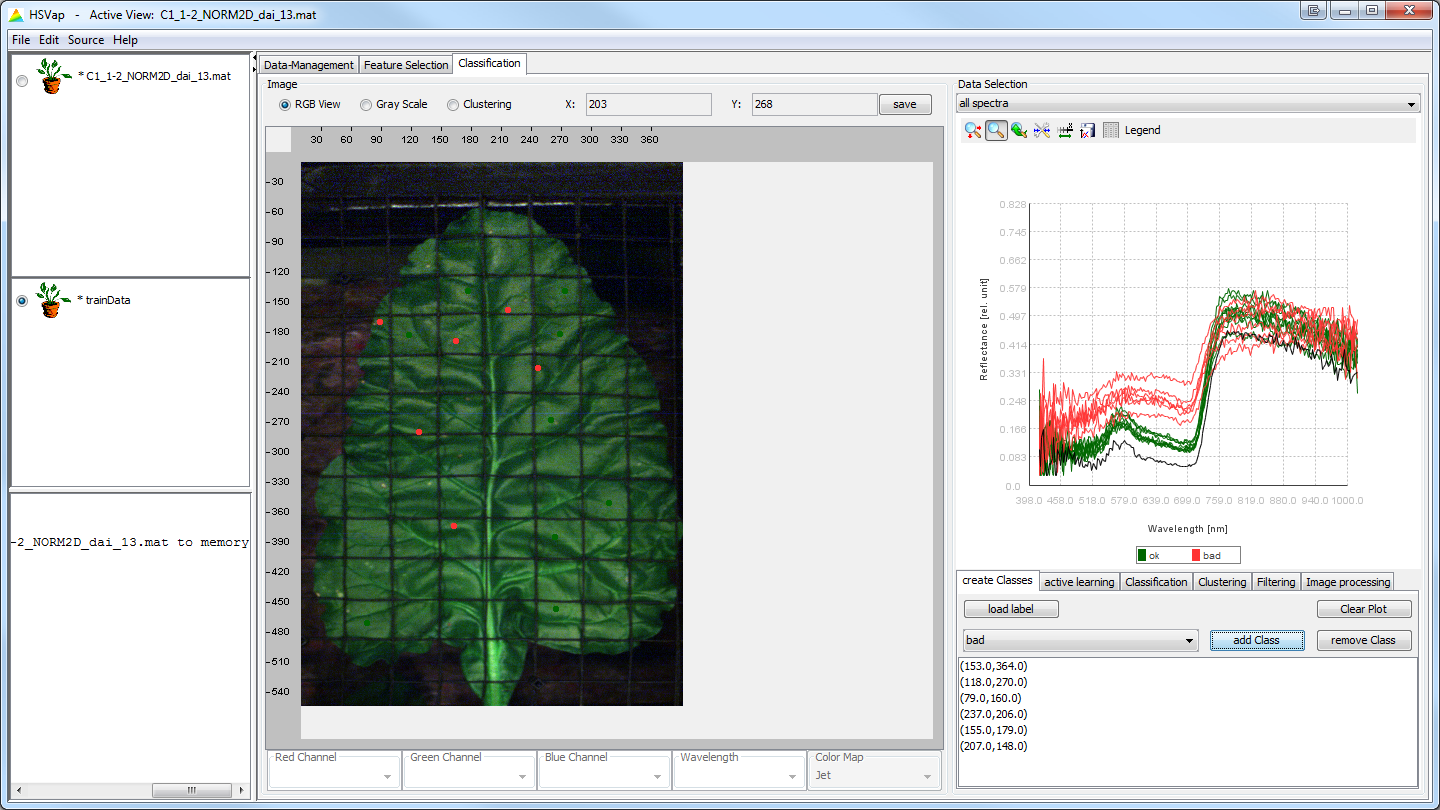 HSVap - Active View: C1_1-2_NORM2D_dai_13.mat
File Edit Source Help
* C1_1-2_NORM2D_dai_13.mat
* trainData
-2_NORM2D_dai_13.mat to memory
Data-Management Feature Selection Classification
Image
RGB View Gray Scale Clustering X: 203 Y: 268 save
30 60 90 120 150 180 210 240 270 300 330 360
30
60
90
120
150
180
210
240
270
300
330
360
390
420
450
480
510
540
Red Channel Green Channel Blue Channel Wavelength Color Map
Jet
Data Selection
all spectra
Legend
0.828
0.745
0.662
0.579
0.497
0.414
0.331
0.248
0.166
0.083
0.0
Reflectance [rel. unit]
398.0 458.0 518.0 579.0 639.0 699.0 759.0 819.0 880.0 940.0 1000.0
Wavelength [nm]
ok bad
create Classes active learning Classification Clustering Filtering Image processing
load label Clear Plot
bad add Class remove Class
(153.0,364.0)
(118.0,270.0)
(79.0,160.0)
(237.0,206.0)
(155.0,179.0)
(207.0,148.0)